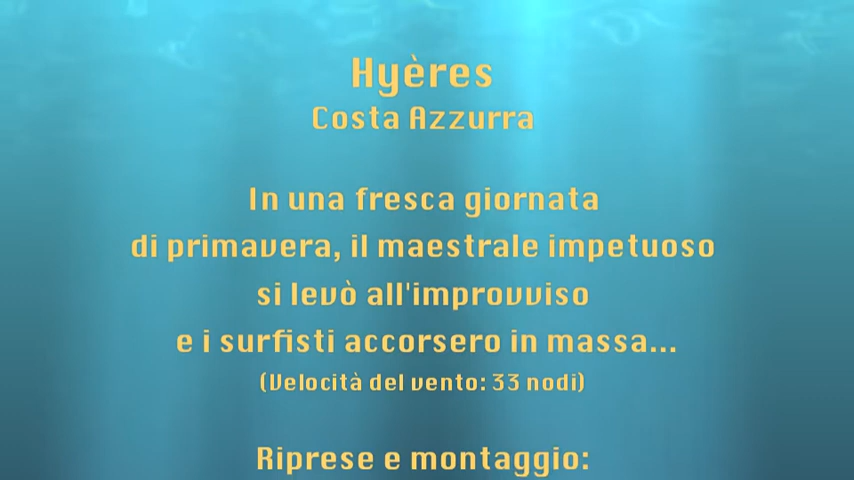 Hyères
Costa Azzurra
In una fresca giornata
di primavera, il maestrale impetuoso
si levò all'improvviso
e i surfisti accorsero in massa...
(Velocità del vento: 33 nodi)
Riprese e montaggio: